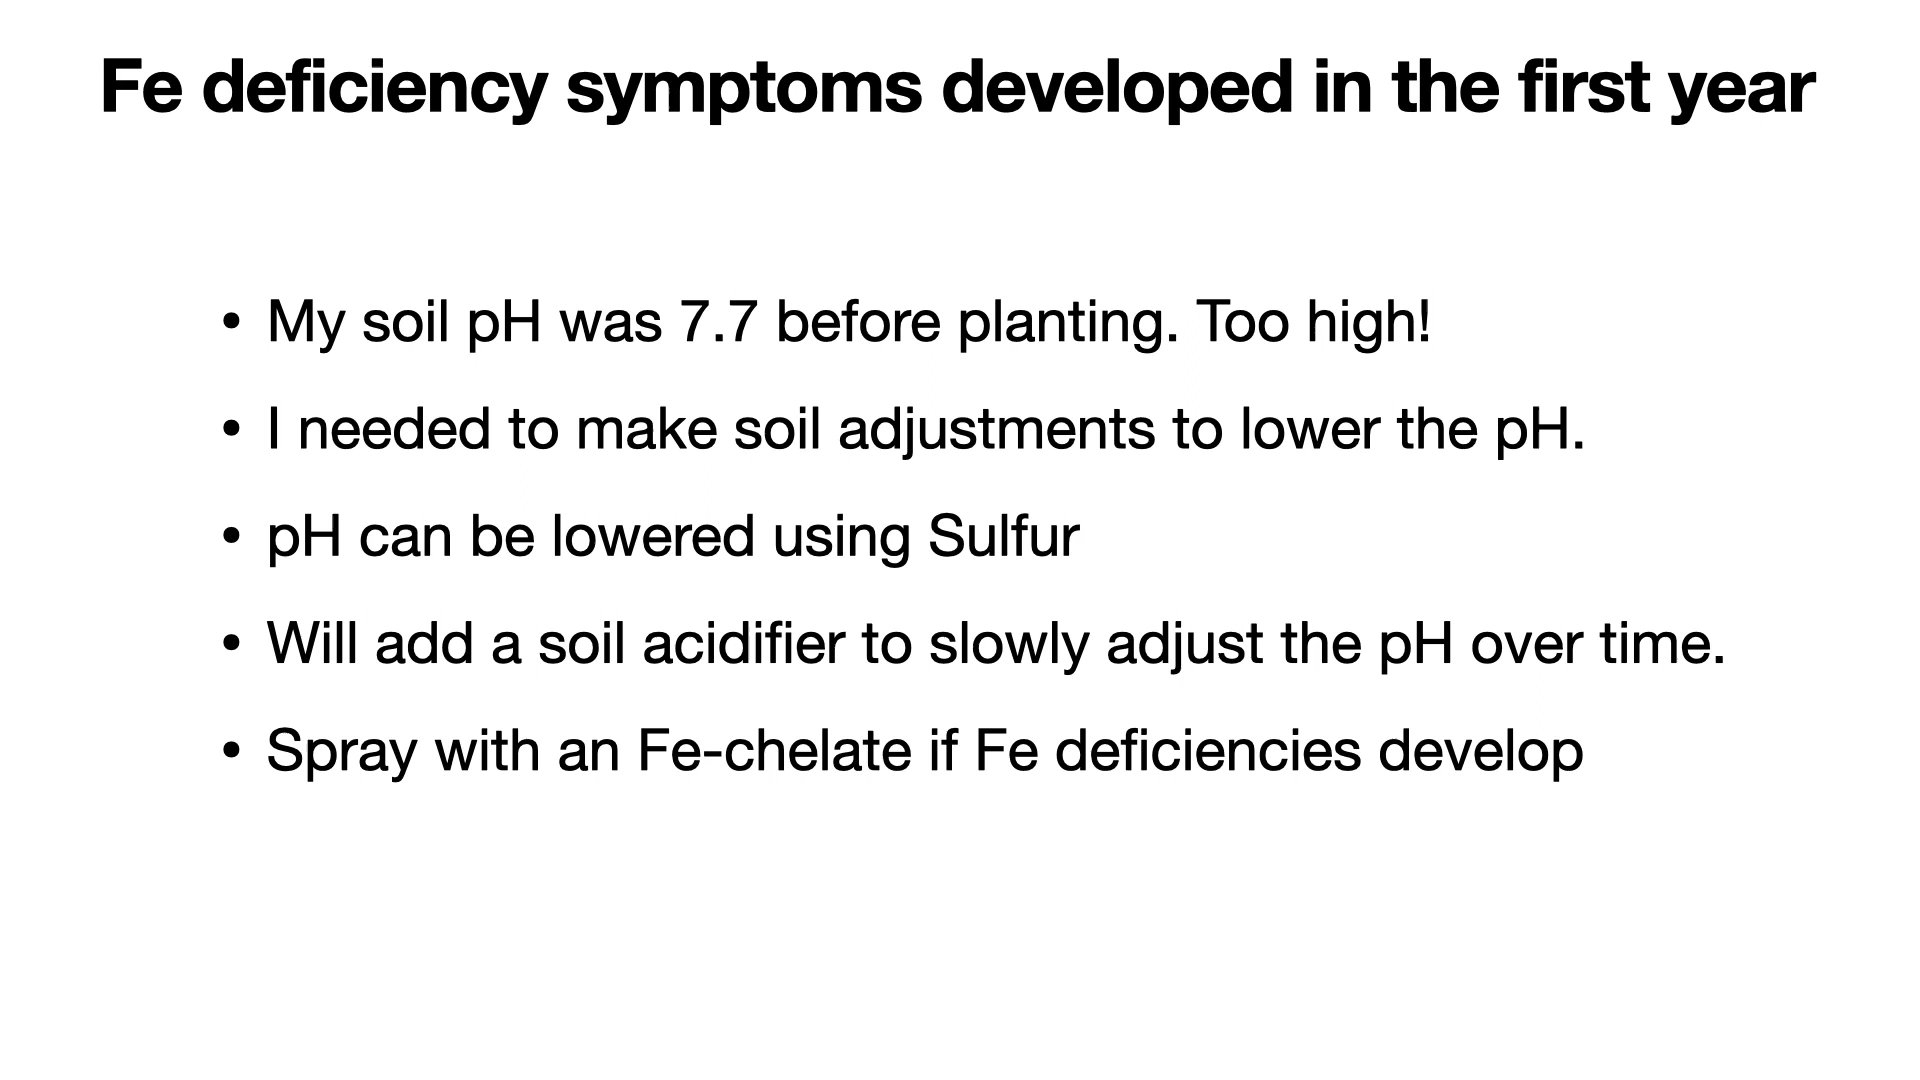 Fe deficiency symptoms developed in the first year
• My soil pH was 7.7 before planting. Too high!
• I needed to make soil adjustments to lower the pH.
• pH can be lowered using Sulfur
• Will add a soil acidifier to slowly adjust the pH over time.
• Spray with an Fe-chelate if Fe deficiencies develop